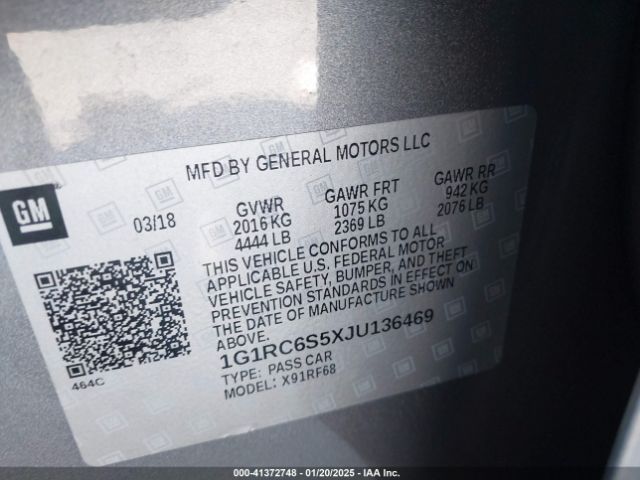 MFD BY GENERAL MOTORS LLC
GM
03/18
GVWR
2016 KG
4444 LB
GAWR FRT
1075 KG
2369 LB
GAWR RR
942 KG
2076 LB
THIS VEHICLE CONFORMS TO ALL
APPLICABLE U.S. FEDERAL MOTOR
VEHICLE SAFETY, BUMPER, AND THEFT
PREVENTION STANDARDS IN EFFECT ON
THE DATE OF MANUFACTURE SHOWN
ABOVE.
1G1RC6S5XJU136469
TYPE: PASS CAR
MODEL: X91RF68
464C
000-41372748 - 01/20/2025 - IAA Inc.